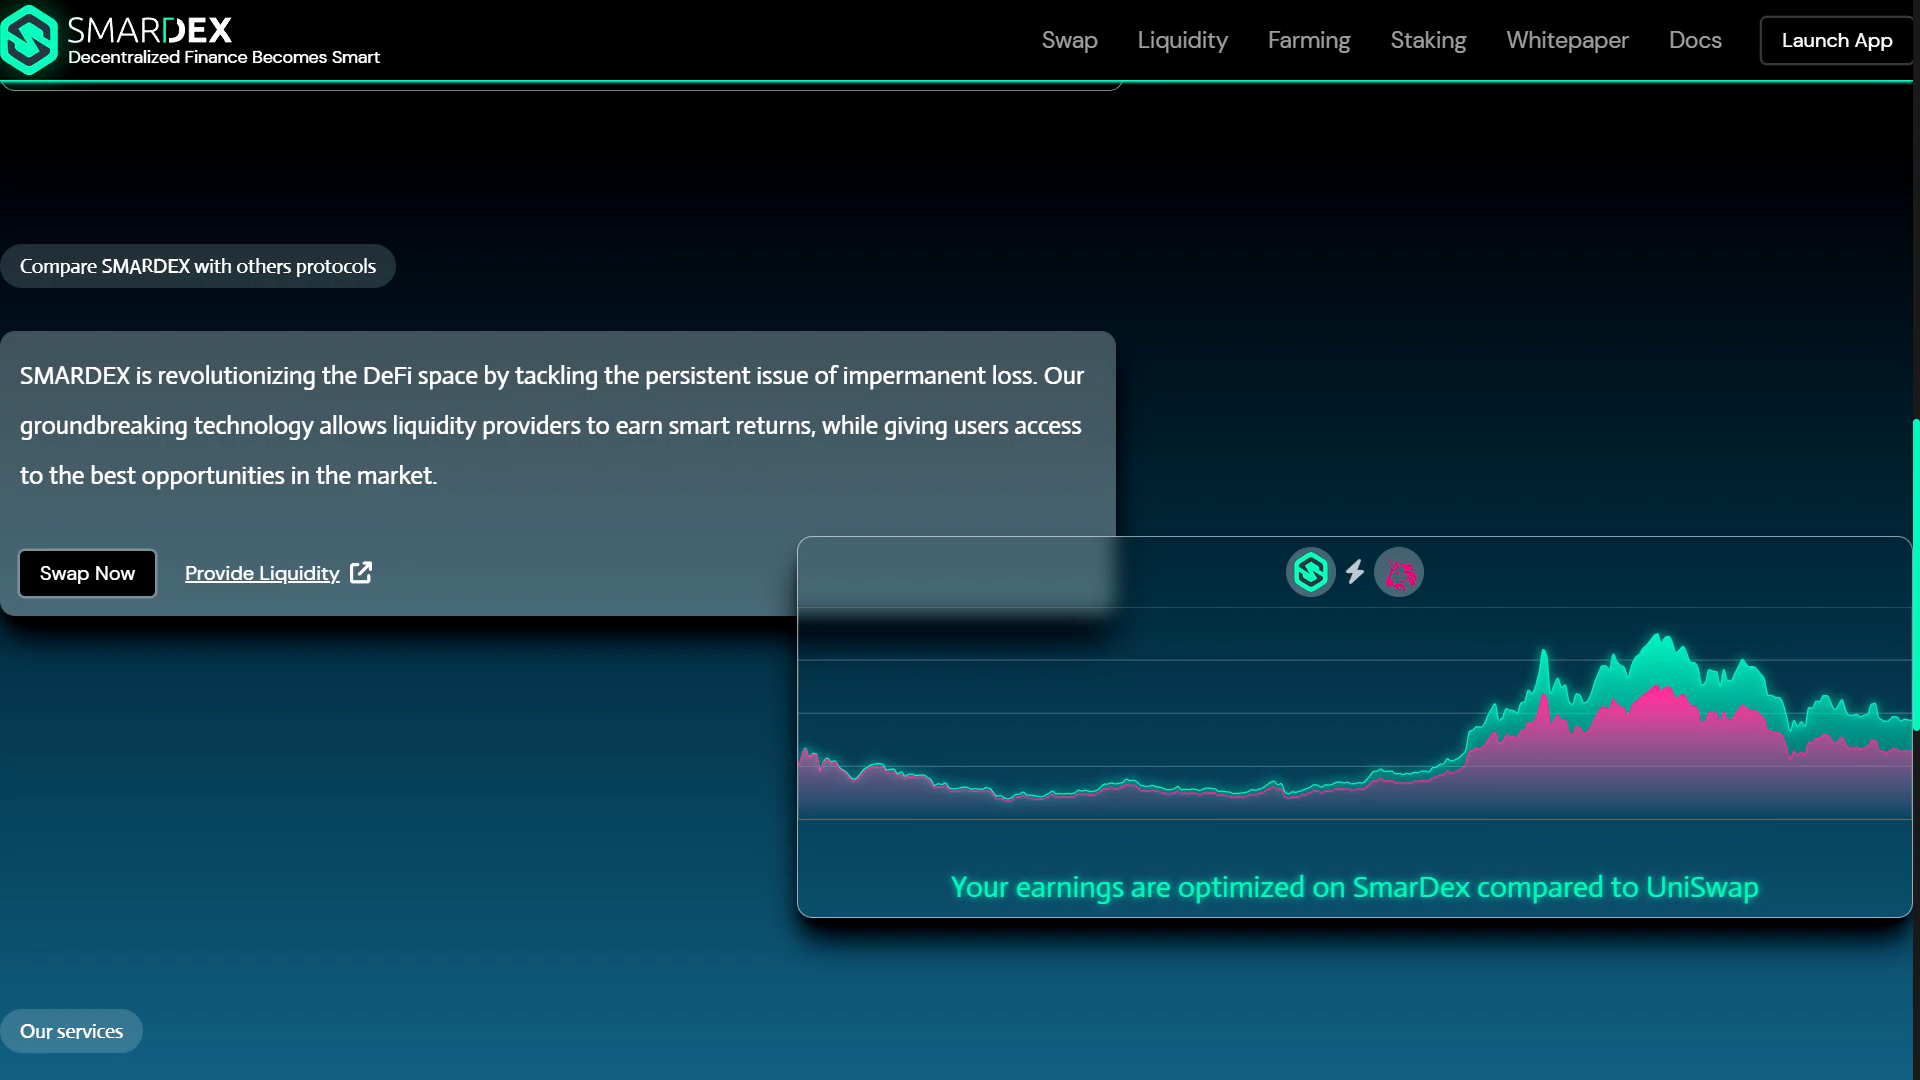 SMARDEX
Decentralized Finance Becomes Smart
Swap
Liquidity
Farming
Staking
Whitepaper
Docs
Launch App
Compare SMARDEX with others protocols
SMARDEX is revolutionizing the DeFi space by tackling the persistent issue of impermanent loss. Our
groundbreaking technology allows liquidity providers to earn smart returns, while giving users access
to the best opportunities in the market.
Swap Now
Provide Liquidity
Your earnings are optimized on SmarDex compared to UniSwap
Our services